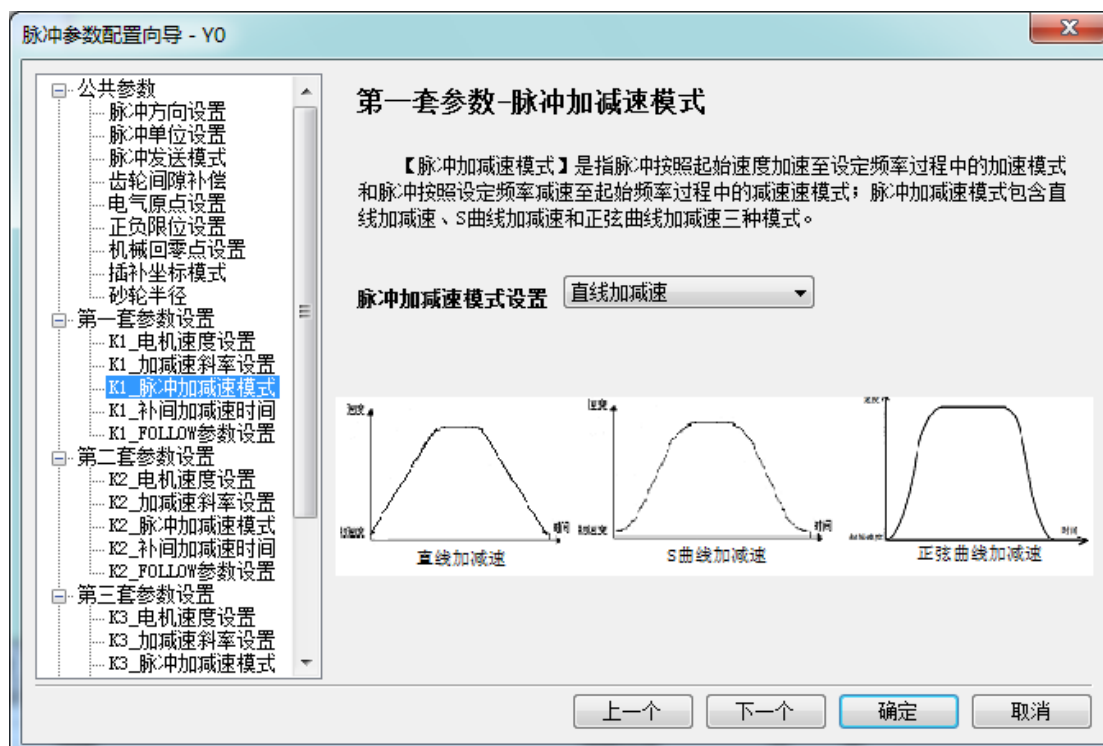 脉冲参数配置向导 - Y0
公共参数
脉冲方向设置
脉冲单位设置
脉冲发送模式
齿轮间隙补偿
电气原点设置
正负限位设置
机械回零点设置
插补坐标模式
砂轮半径
第一套参数设置
K1_电机速度设置
K1_加减速斜率设置
K1_脉冲加减速模式
K1_补间加减速时间
K1_FOLLOW参数设置
第二套参数设置
K2_电机速度设置
K2_加减速斜率设置
K2_脉冲加减速模式
K2_补间加减速时间
K2_FOLLOW参数设置
第三套参数设置
K3_电机速度设置
K3_加减速斜率设置
K3_脉冲加减速模式
第一套参数-脉冲加减速模式
【脉冲加减速模式】是指脉冲按照起始速度加速至设定频率过程中的加速模式
和脉冲按照设定频率减速至起始频率过程中的减速速模式；脉冲加减速模式包含直
线加减速、S曲线加减速和正弦曲线加减速三种模式。
脉冲加减速模式设置 直线加减速
速度
时间
直线加减速
速度
时间
S曲线加减速
速度
时间
正弦曲线加减速
上一个 下一个 确定 取消